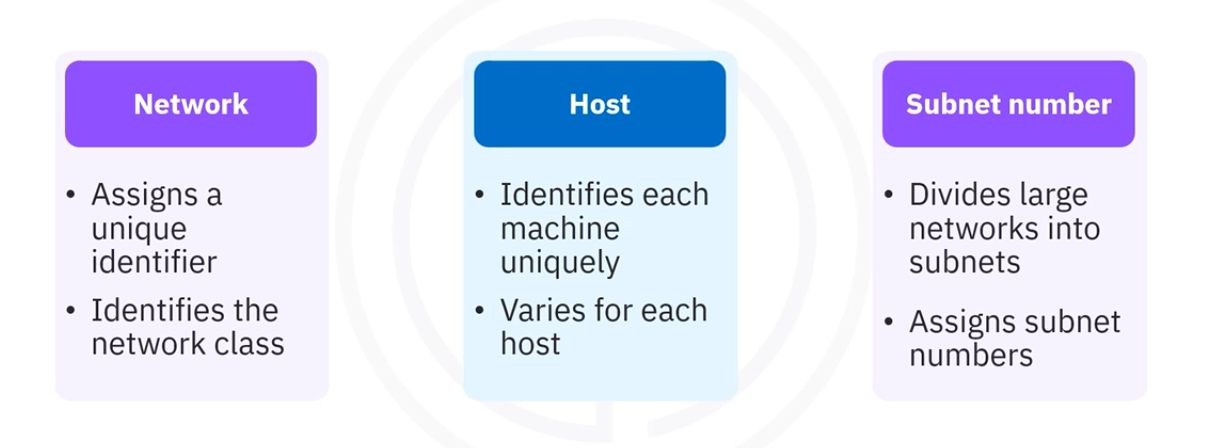 Network
• Assigns a
unique
identifier
• Identifies the
network class
Host
• Identifies each
machine
uniquely
• Varies for each
host
Subnet number
• Divides large
networks into
subnets
• Assigns subnet
numbers